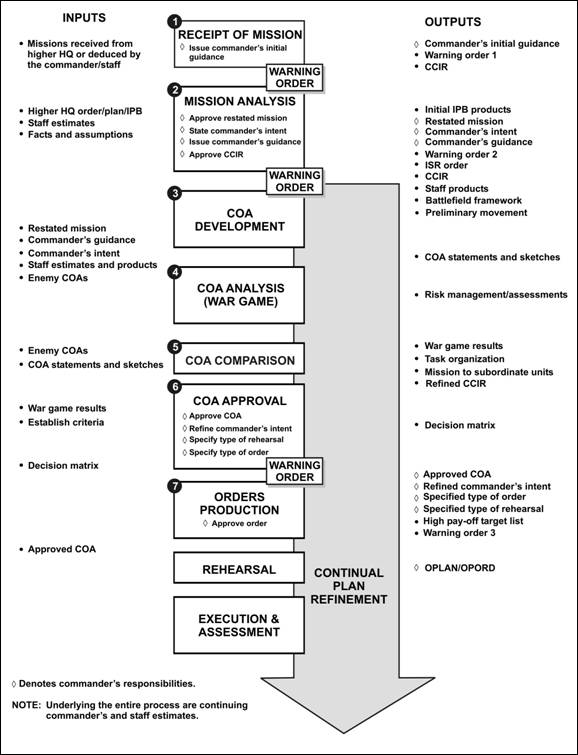 INPUTS
OUTPUTS
1
RECEIPT OF MISSION
◊ Issue commander's initial
guidance
• Missions received from
higher HQ or deduced by
the commander/staff
◊ Commander's initial guidance
• Warning order 1
• CCIR
WARNING
ORDER
2
MISSION ANALYSIS
◊ Approve restated mission
◊ State commander's intent
◊ Issue commander's guidance
◊ Approve CCIR
• Higher HQ order/plan/IPB
• Staff estimates
• Facts and assumptions
• Initial IPB products
◊ Restated mission
◊ Commander's intent
◊ Commander's guidance
• Warning order 2
• ISR order
• CCIR
• Staff products
• Battlefield framework
• Preliminary movement
WARNING
ORDER
3
COA
DEVELOPMENT
• Restated mission
• Commander's guidance
• Commander's intent
• Staff estimates and products
• Enemy COAs
• COA statements and sketches
4
COA ANALYSIS
(WAR GAME)
• Risk management/assessments
5
COA COMPARISON
• Enemy COAs
• COA statements and sketches
• War game results
• Task organization
• Mission to subordinate units
• Refined CCIR
6
COA APPROVAL
◊ Approve COA
◊ Refine commander's intent
◊ Specify type of rehearsal
◊ Specify type of order
• War game results
• Establish criteria
• Decision matrix
WARNING
ORDER
7
ORDERS
PRODUCTION
◊ Approve order
• Decision matrix
◊ Approved COA
◊ Refined commander's intent
◊ Specified type of order
◊ Specified type of rehearsal
• High pay-off target list
• Warning order 3
• Approved COA
REHEARSAL
◊ OPLAN/OPORD
CONTINUAL
PLAN
REFINEMENT
EXECUTION &
ASSESSMENT
◊ Denotes commander's responsibilities.
NOTE: Underlying the entire process are continuing
commander's and staff estimates.